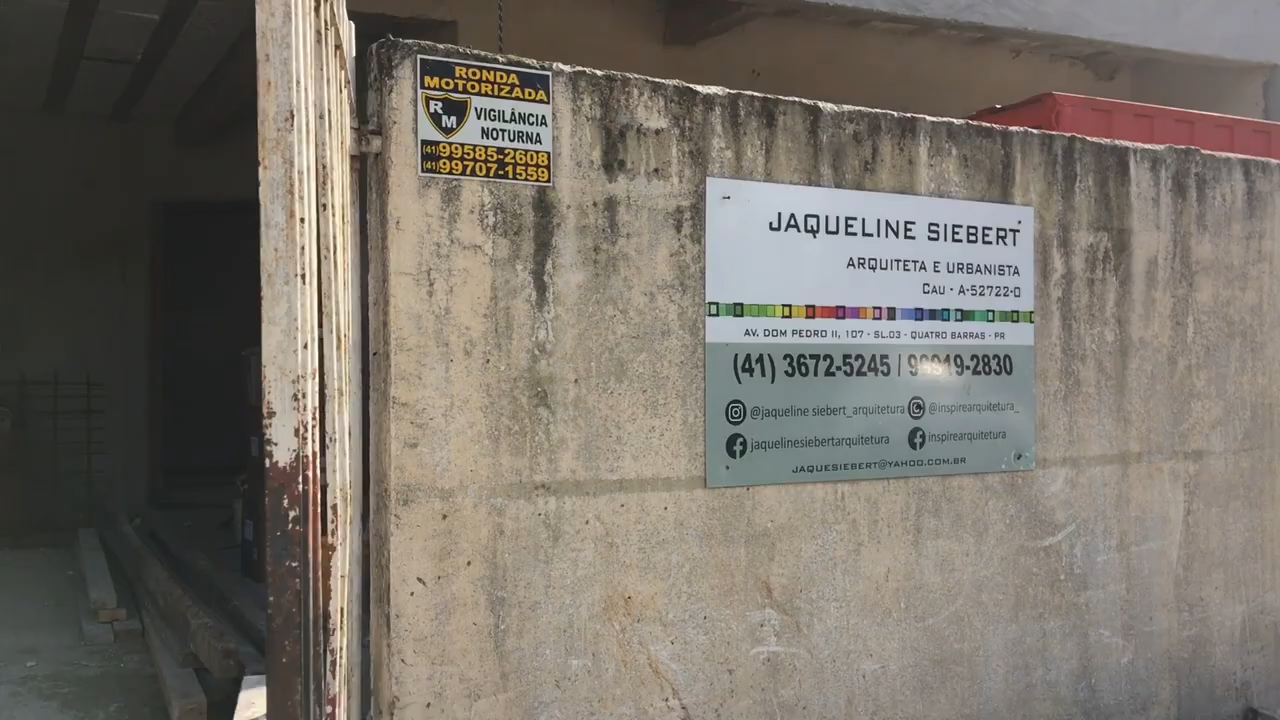 RONDA
MOTORIZADA
RM
VIGILÂNCIA
NOTURNA
(41)99585-2608
(41)99707-1559
JAQUELINE SIEBERT
ARQUITETA E URBANISTA
CAU - A-52722-0
AV. DOM PEDRO II, 107 - SL.03 - QUATRO BARRAS - PR
(41) 3672-5245 / 99919-2830
@jaqueline siebert_arquitetura @inspirearquitetura_
jaquelinesiebertarquitetura inspirearquitetura
JAQUESIEBERT@YAHOO.COM.BR